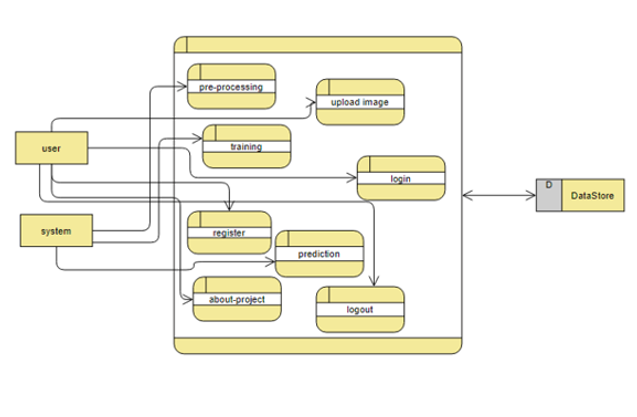 pre-processing
upload image
user
training
login
D
DataStore
system
register
prediction
about-project
logout